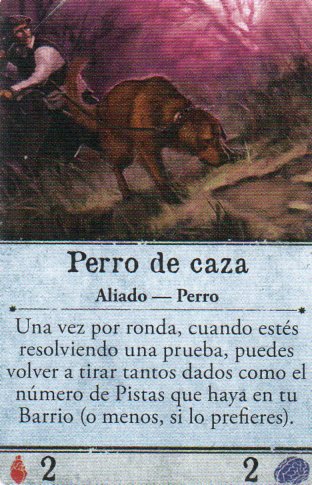 Perro de caza
Aliado — Perro
Una vez por ronda, cuando estés
resolviendo una prueba, puedes
volver a tirar tantos dados como el
número de Pistas que haya en tu
Barrio (o menos, si lo prefieres).
2 2